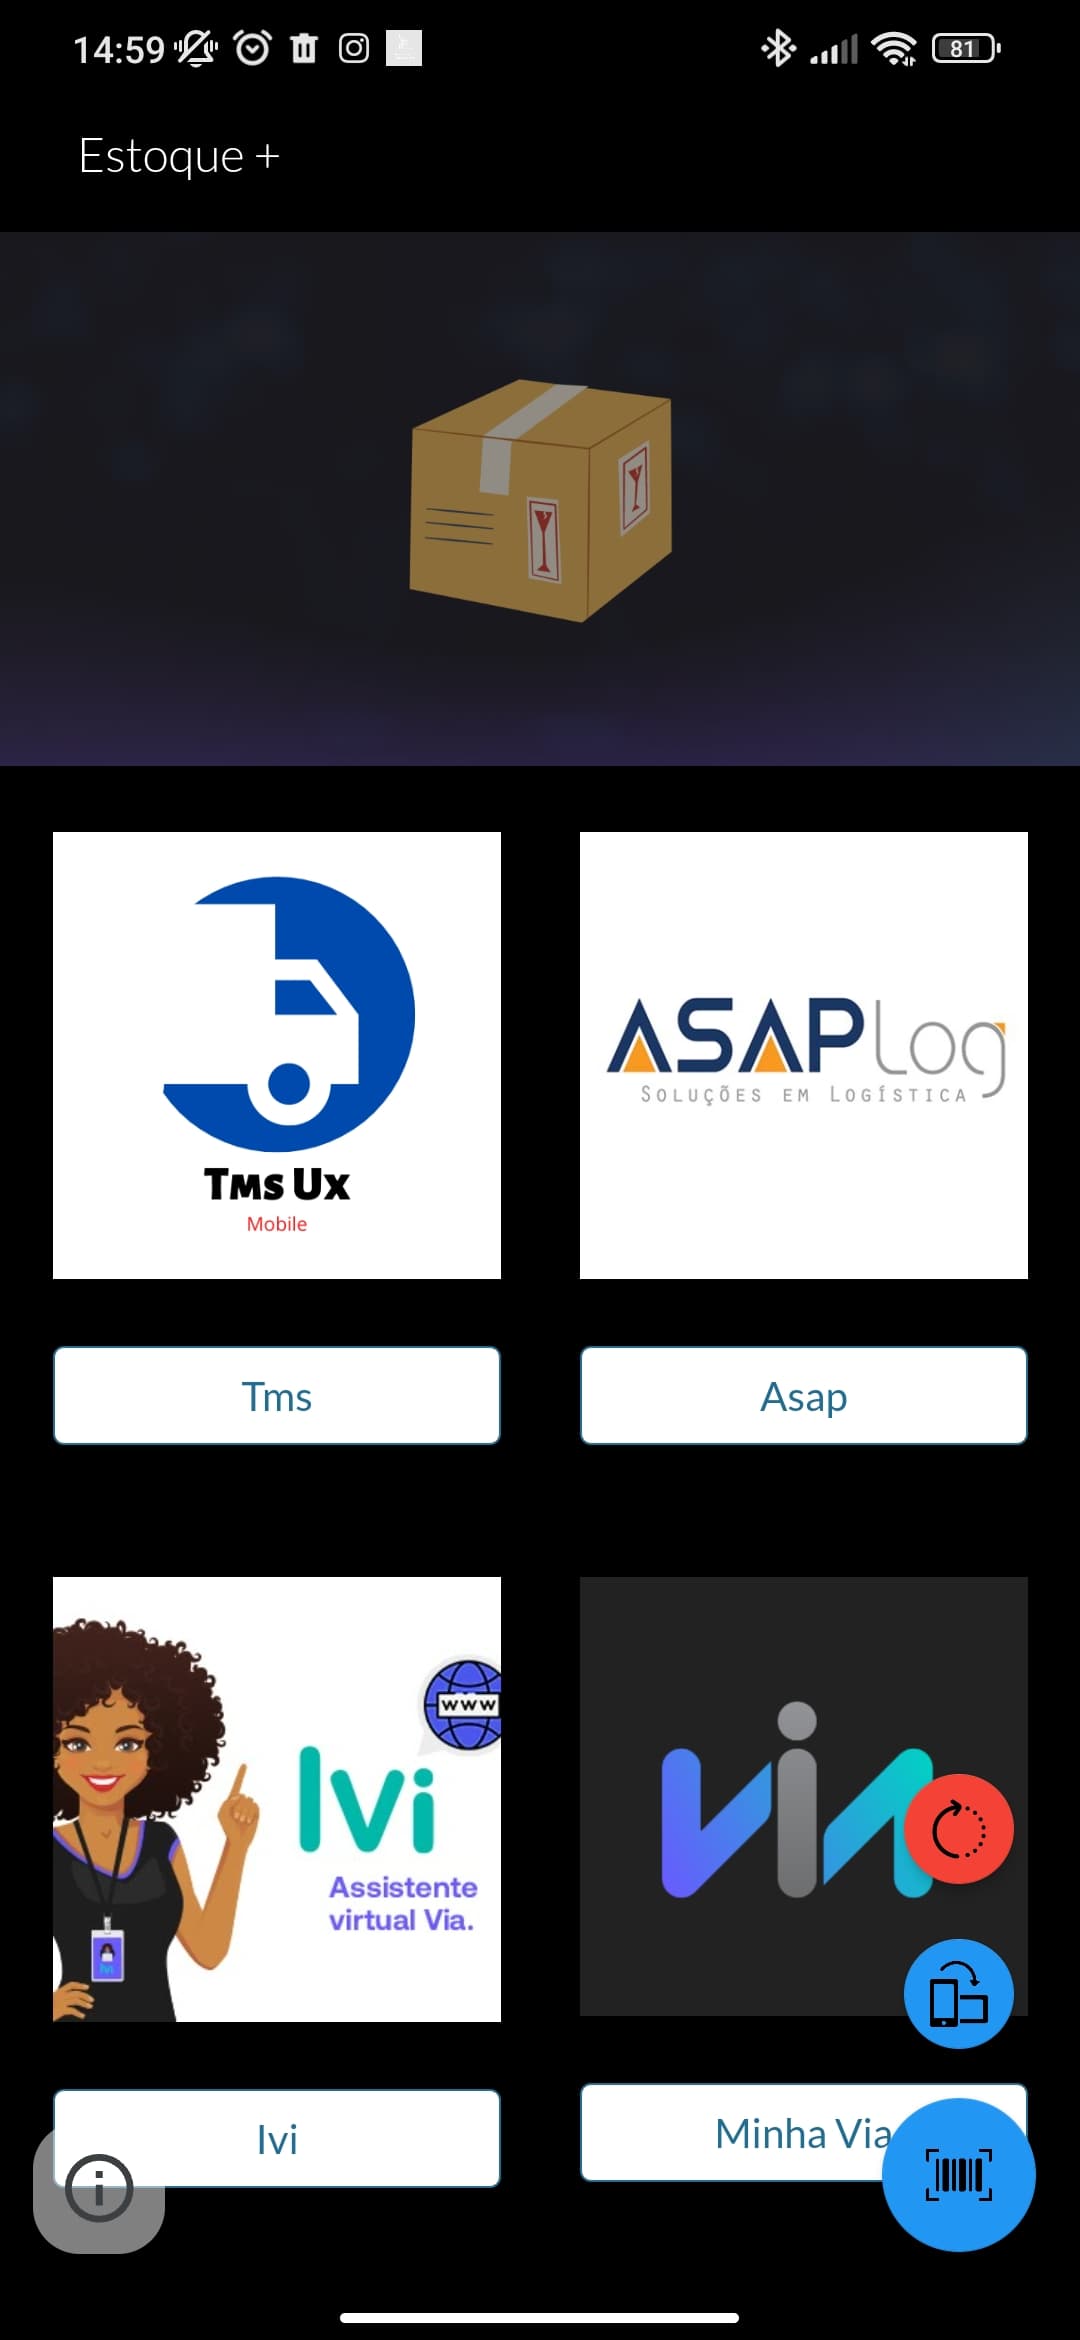 14:59
81
Estoque +
TMS UX
Mobile
ASAPLog
SOLUÇÕES EM LOGÍSTICA
Tms
Asap
www
Ivi
Assistente
virtual Via.
Ivi
via
Ivi
Minha Via